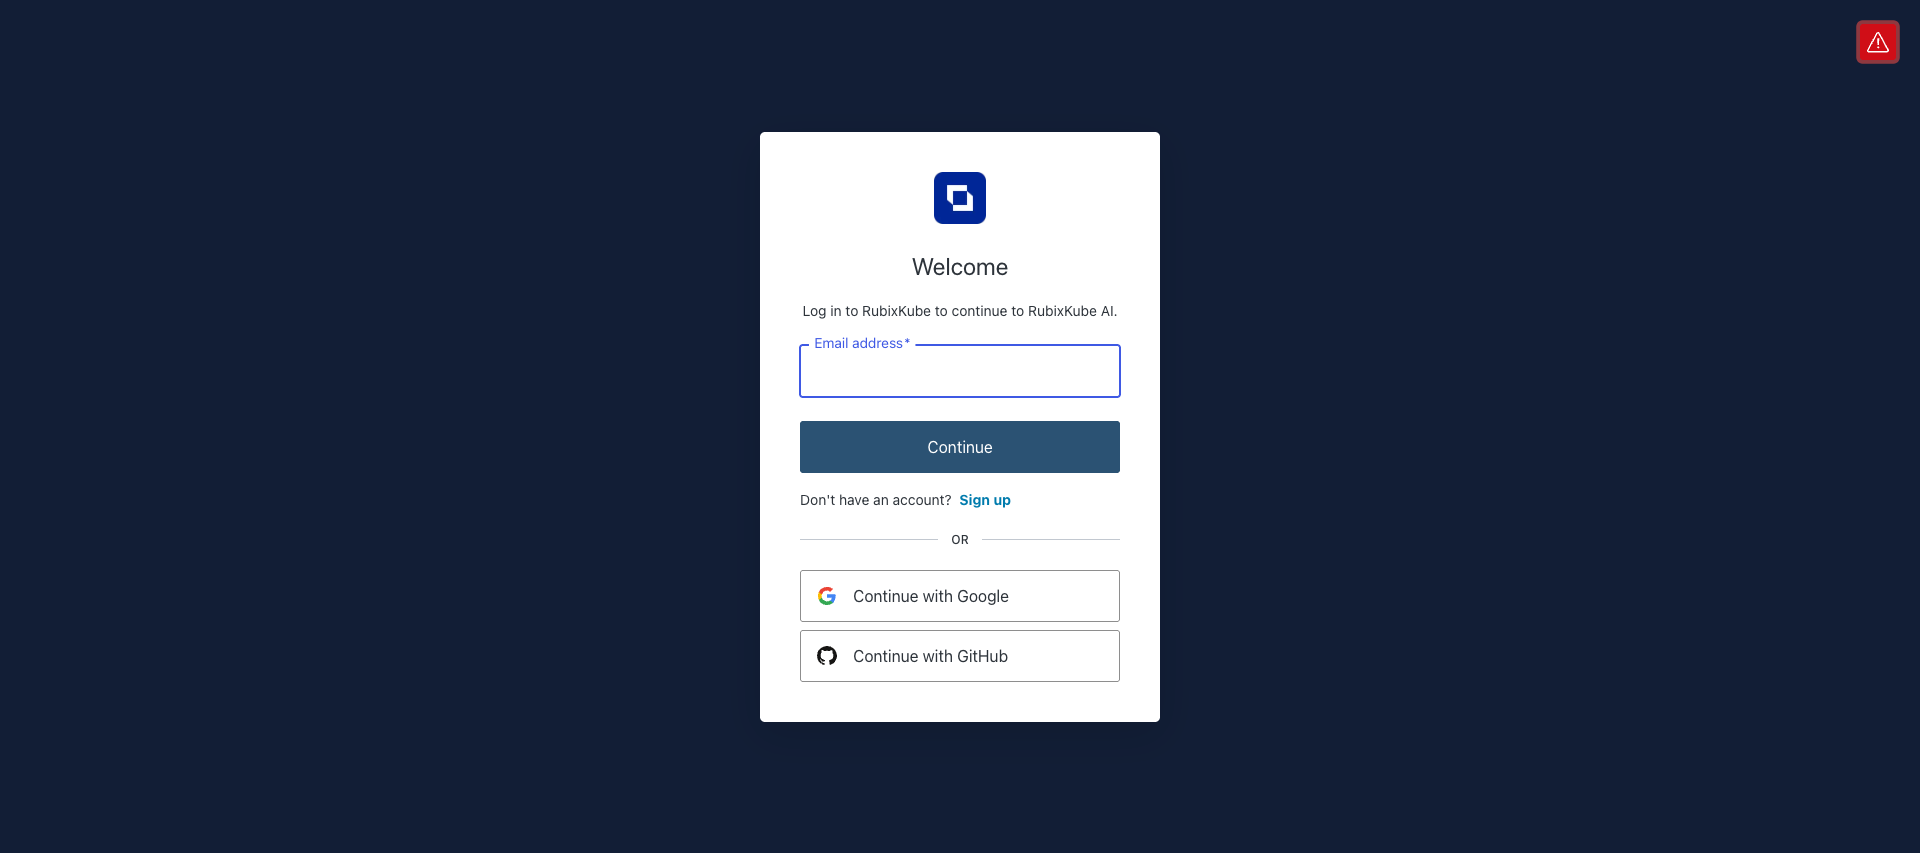 Welcome
Log in to RubixKube to continue to RubixKube AI.
Email address*
Continue
Don't have an account? Sign up
OR
Continue with Google
Continue with GitHub